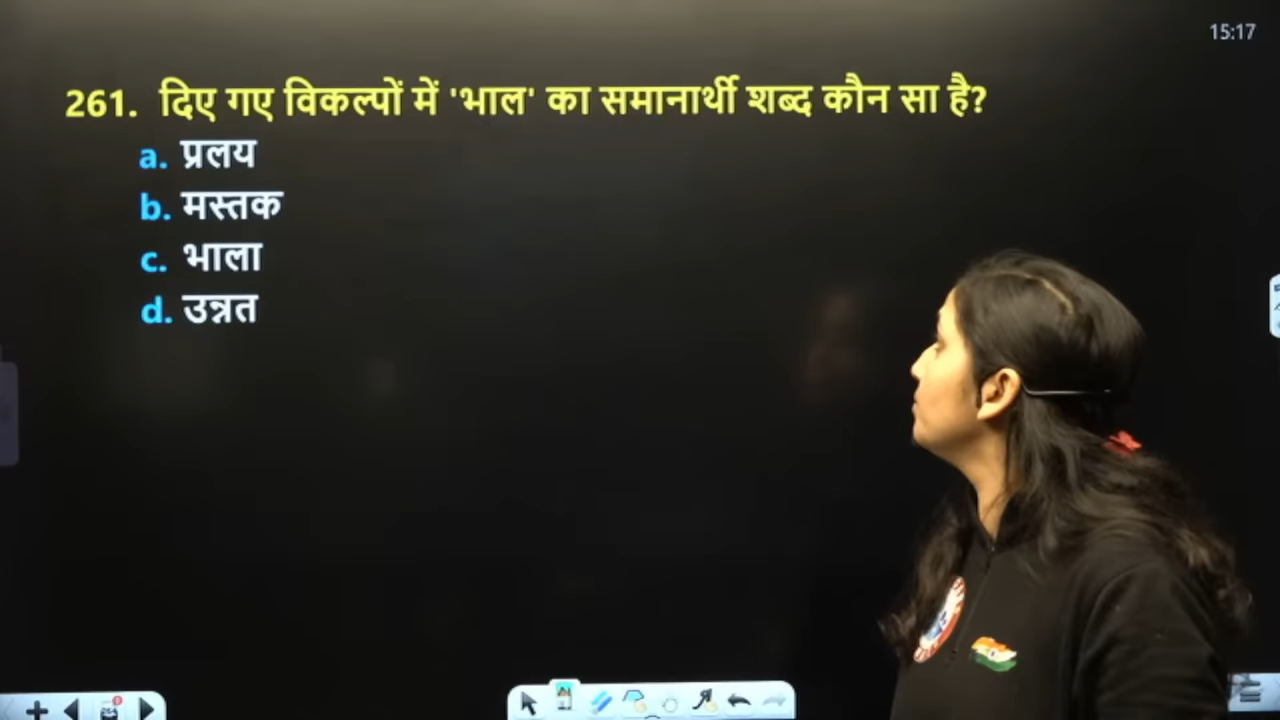 15:17
261. दिए गए विकल्पों में 'भाल' का समानार्थी शब्द कौन सा है?
a. प्रलय
b. मस्तक
c. भाला
d. उन्नत